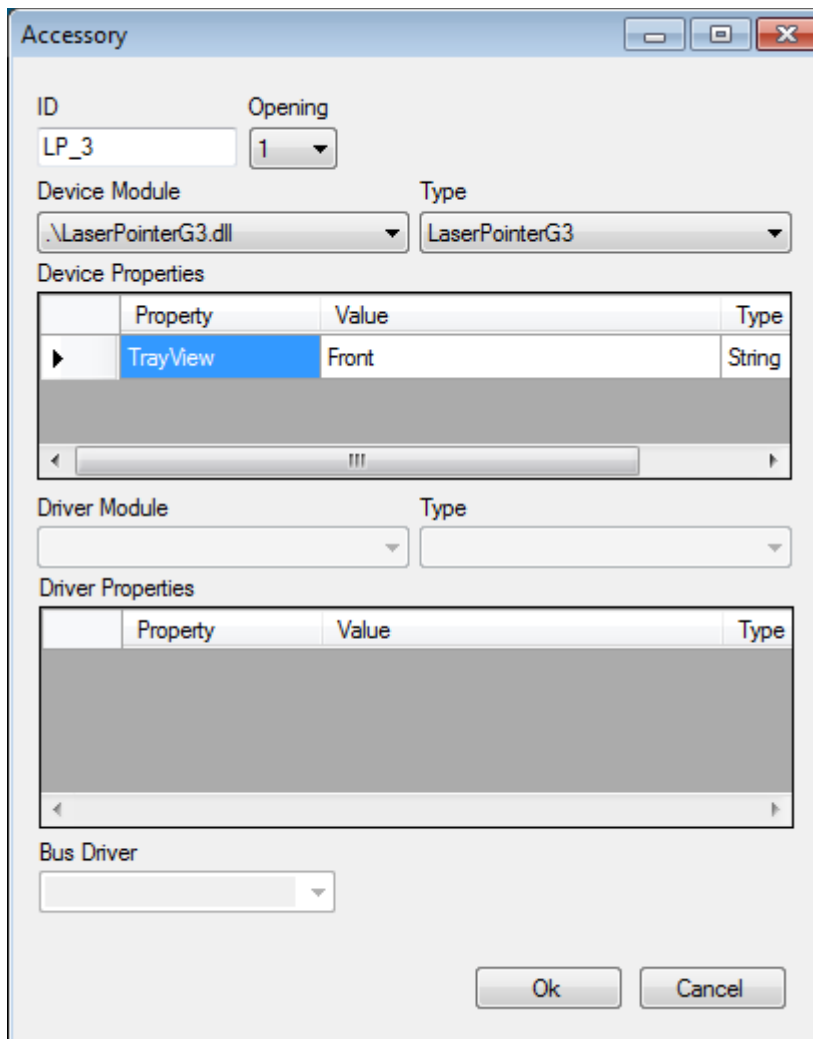 Accessory
ID Opening
LP_3 1
Device Module Type
.\LaserPointerG3.dll LaserPointerG3
Device Properties
Property Value Type
TrayView Front String
Driver Module Type
Driver Properties
Property Value Type
Bus Driver
Ok Cancel